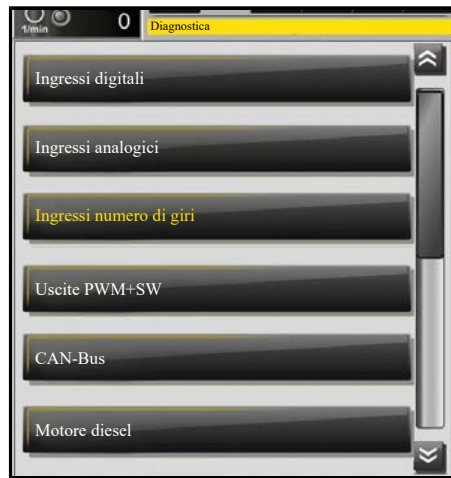 1/min
0
Diagnostica
Ingressi digitali
Ingressi analogici
Ingressi numero di giri
Uscite PWM+SW
CAN-Bus
Motore diesel